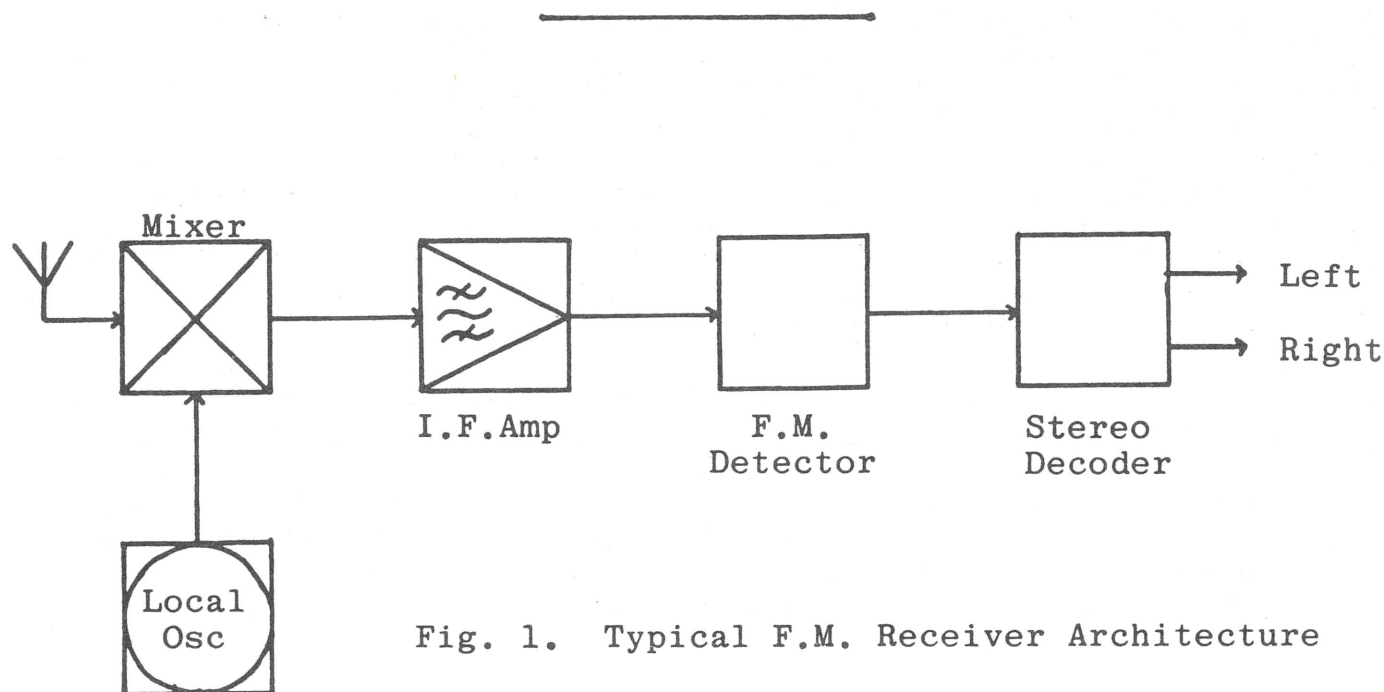 Mixer
Left
Right
I.F.Amp
F.M.
Detector
Stereo
Decoder
Local
Osc
Fig. 1. Typical F.M. Receiver Architecture